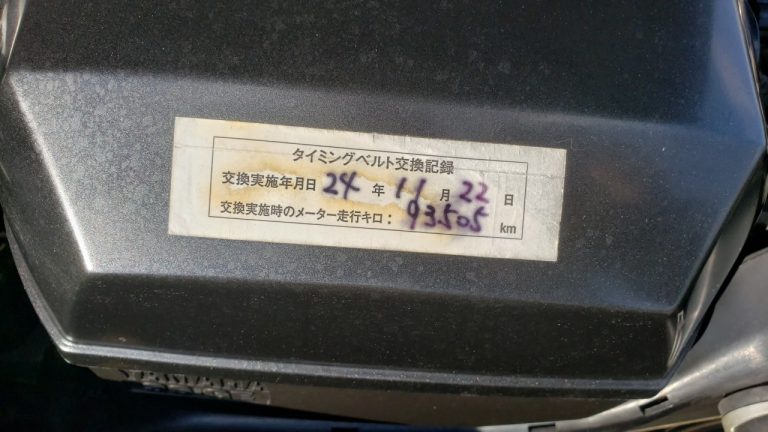 タイミングベルト交換記録
交換実施年月日 24 年 11 月 22 日
交換実施時のメーター走行キロ： 93505 km